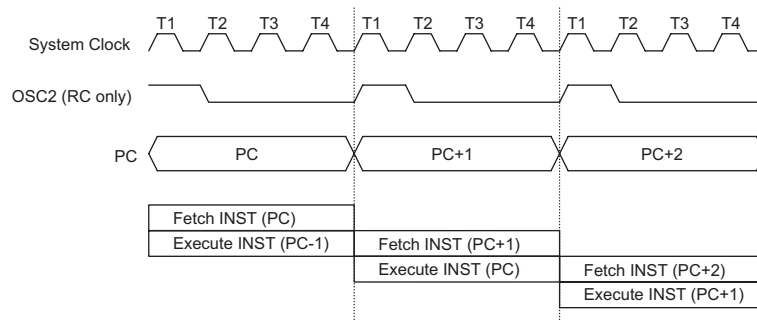 T1 T2 T3 T4 T1 T2 T3 T4 T1 T2 T3 T4
System Clock
OSC2 (RC only)
PC PC PC+1 PC+2
Fetch INST (PC)
Execute INST (PC-1) Fetch INST (PC+1)
Execute INST (PC) Fetch INST (PC+2)
Execute INST (PC+1)